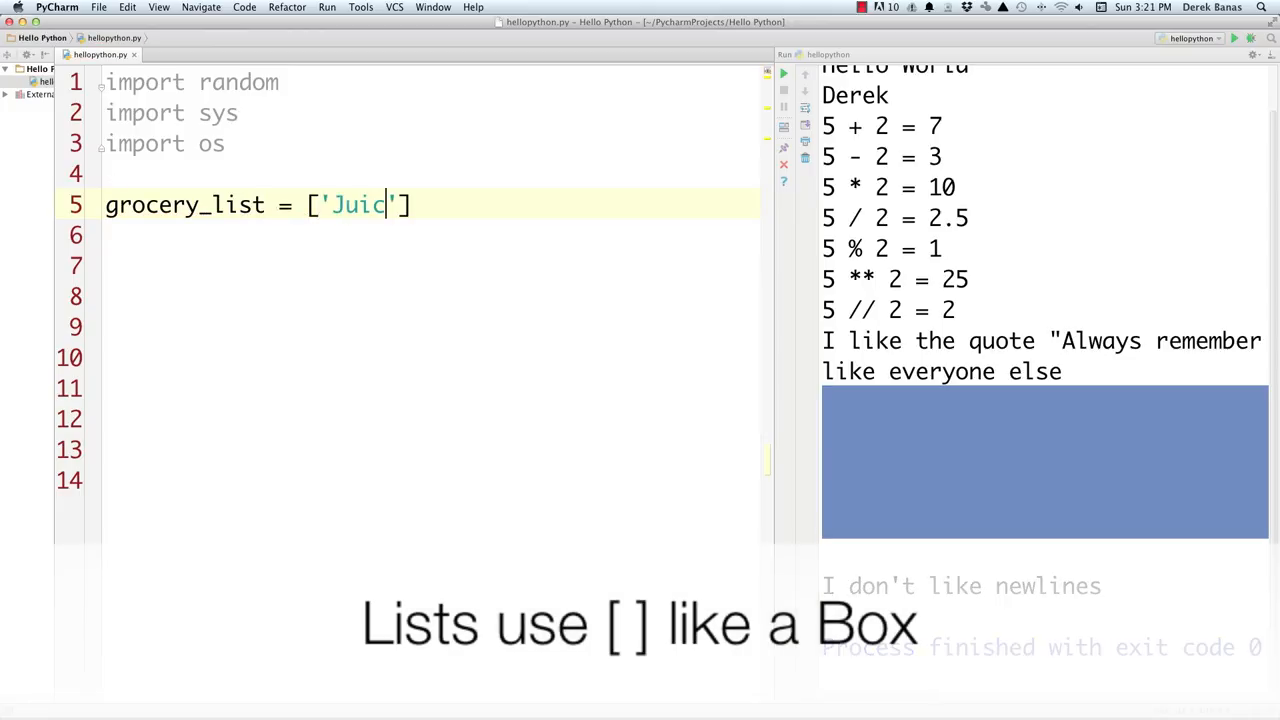 PyCharm File Edit View Navigate Code Refactor Run Tools VCS Window Help 10 Sun 3:21 PM Derek Banas
hellopython.py - Hello Python - [~/PycharmProjects/Hello Python]
Hello Python hellopython.py hellopython
hellopython.py × Run hellopython
Hello P
hell
Extern
1 import random
2 import sys
3 import os
4
5 grocery_list = ['Juic']
6
7
8
9
10
11
12
13
14
Hello World
Derek
5 + 2 = 7
5 - 2 = 3
5 * 2 = 10
5 / 2 = 2.5
5 % 2 = 1
5 ** 2 = 25
5 // 2 = 2
I like the quote "Always remember
like everyone else
I don't like newlines
Process finished with exit code 0
Lists use [ ] like a Box